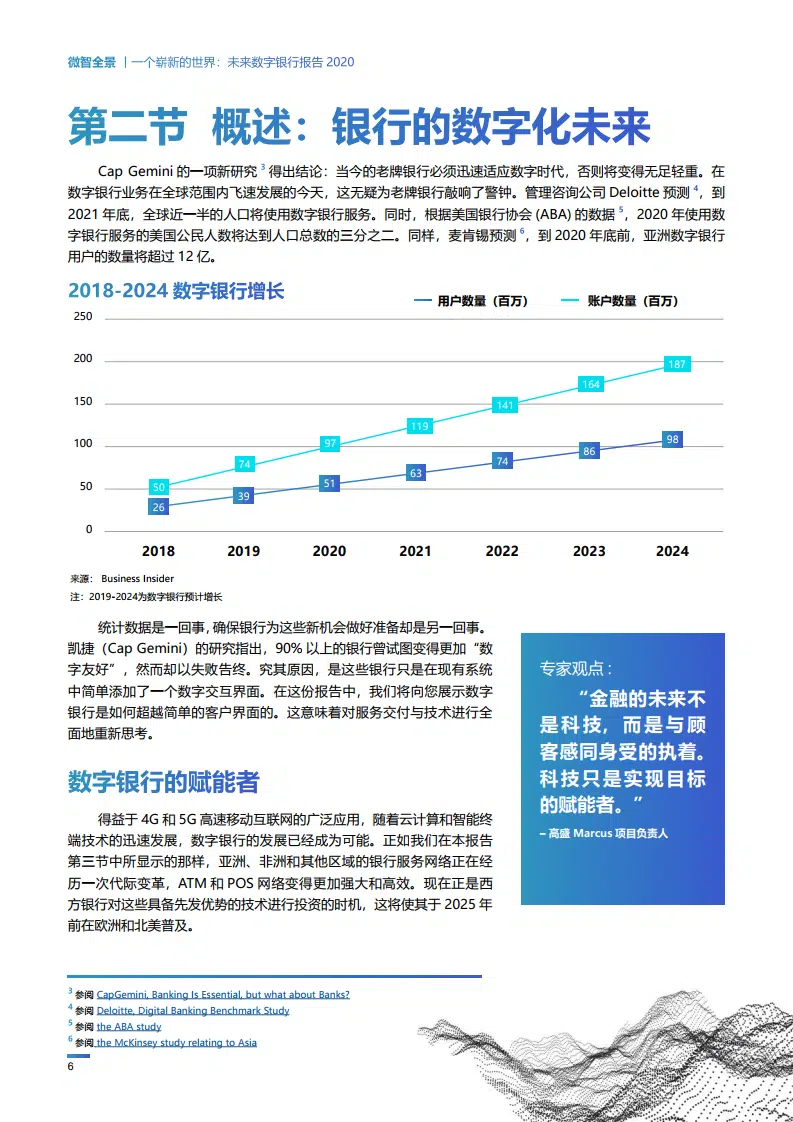 微智全景 | 一个崭新的世界：未来数字银行报告 2020
第二节 概述：银行的数字化未来
Cap Gemini 的一项新研究 3 得出结论：当今的老牌银行必须迅速适应数字时代，否则将变得无足轻重。在
数字银行业务在全球范围内飞速发展的今天，这无疑为老牌银行敲响了警钟。管理咨询公司 Deloitte 预测 4，到
2021 年底，全球近一半的人口将使用数字银行服务。同时，根据美国银行协会 (ABA) 的数据 5，2020 年使用数
字银行服务的美国公民人数将达到人口总数的三分之二。同样，麦肯锡预测 6，到 2020 年底前，亚洲数字银行
用户的数量将超过 12 亿。
2018-2024 数字银行增长
用户数量（百万） 账户数量（百万）
250
200
150
100
50
0
50 74 97 119 141 164 187
26 39 51 63 74 86 98
2018 2019 2020 2021 2022 2023 2024
来源： Business Insider
注：2019-2024为数字银行预计增长
统计数据是一回事，确保银行为这些新机会做好准备却是另一回事。
凯捷（Cap Gemini）的研究指出，90% 以上的银行曾试图变得更加“数
字友好”，然而却以失败告终。究其原因，是这些银行只是在现有系统
中简单添加了一个数字交互界面。在这份报告中，我们将向您展示数字
银行是如何超越简单的客户界面的。这意味着对服务交付与技术进行全
面地重新思考。
数字银行的赋能者
得益于 4G 和 5G 高速移动互联网的广泛应用，随着云计算和智能终
端技术的迅速发展，数字银行的发展已经成为可能。正如我们在本报告
第三节中所显示的那样，亚洲、非洲和其他区域的银行服务网络正在经
历一次代际变革，ATM 和 POS 网络变得更加强大和高效。现在正是西
方银行对这些具备先发优势的技术进行投资的时机，这将使其于 2025 年
前在欧洲和北美普及。
专家观点：
“金融的未来不
是科技，而是与顾
客感同身受的执着。
科技只是实现目标
的赋能者。”
– 高盛 Marcus 项目负责人
3 参阅 CapGemini, Banking Is Essential, but what about Banks?
4 参阅 Deloitte, Digital Banking Benchmark Study
5 参阅 the ABA study
6 参阅 the McKinsey study relating to Asia
6